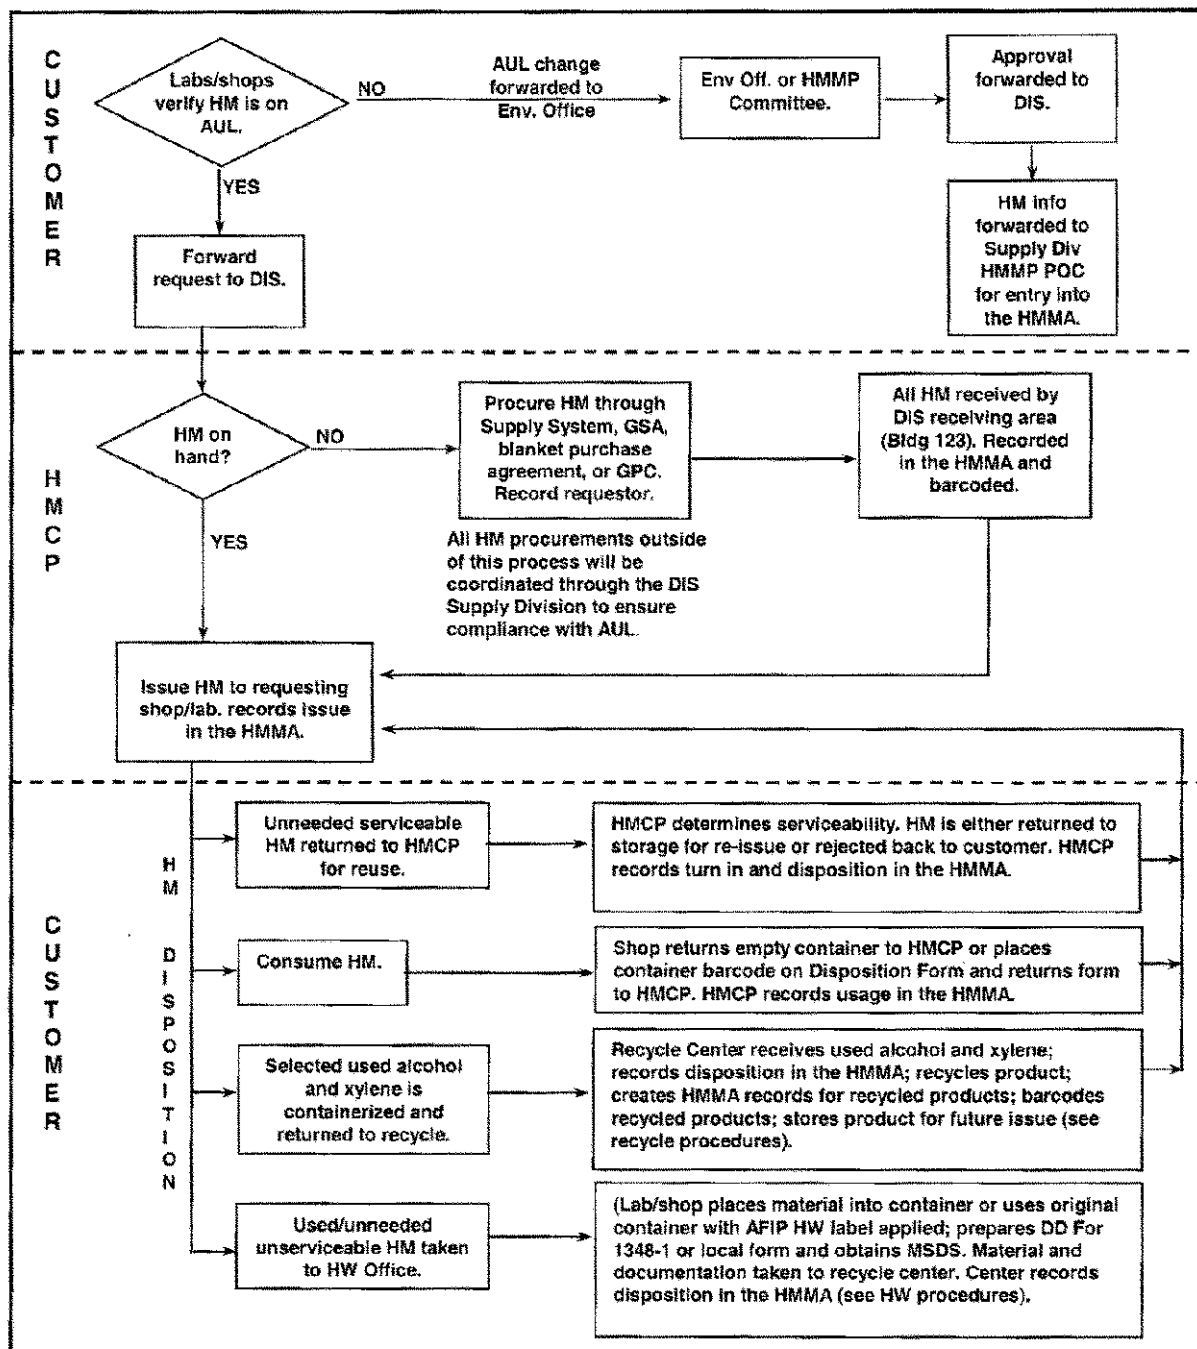 CUSTOMER
Labs/shops
verify HM is on
AUL.
NO
AUL change
forwarded to
Env. Office
Env Off. or HMMP
Committee.
Approval
forwarded to
DIS.
YES
HM info
forwarded to
Supply Div
HMMP POC
for entry into
the HMMA.
Forward
request to DIS.
HMCP
HM on
hand?
NO
Procure HM through
Supply System, GSA,
blanket purchase
agreement, or GPC.
Record requestor.
All HM received by
DIS receiving area
(Bldg 123). Recorded
in the HMMA and
barcoded.
YES
All HM procurements outside
of this process will be
coordinated through the DIS
Supply Division to ensure
compliance with AUL.
Issue HM to requesting
shop/lab. records issue
in the HMMA.
CUSTOMER
HM DISPOSITION
Unneeded serviceable
HM returned to HMCP
for reuse.
HMCP determines serviceability. HM is either returned to
storage for re-issue or rejected back to customer. HMCP
records turn in and disposition in the HMMA.
Consume HM.
Shop returns empty container to HMCP or places
container barcode on Disposition Form and returns form
to HMCP. HMCP records usage in the HMMA.
Selected used alcohol
and xylene is
containerized and
returned to recycle.
Recycle Center receives used alcohol and xylene;
records disposition in the HMMA; recycles product;
creates HMMA records for recycled products; barcodes
recycled products; stores product for future issue (see
recycle procedures).
Used/unneeded
unserviceable HM taken
to HW Office.
(Lab/shop places material into container or uses original
container with AFIP HW label applied; prepares DD For
1348-1 or local form and obtains MSDS. Material and
documentation taken to recycle center. Center records
disposition in the HMMA (see HW procedures).